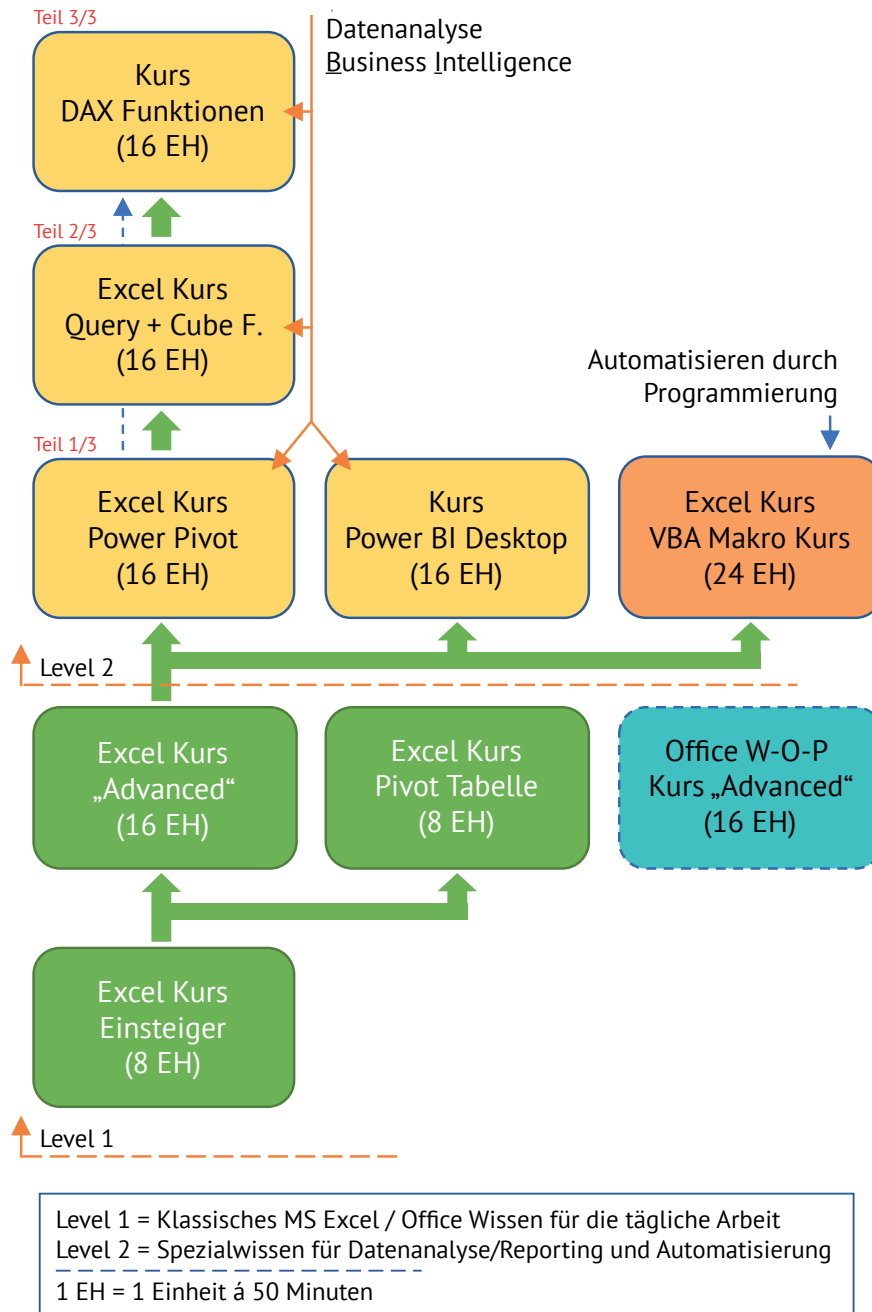 Teil 3/3
Kurs
DAX Funktionen
(16 EH)
Datenanalyse
Business Intelligence
Teil 2/3
Excel Kurs
Query + Cube F.
(16 EH)
Automatisieren durch
Programmierung
Teil 1/3
Excel Kurs
Power Pivot
(16 EH)
Kurs
Power BI Desktop
(16 EH)
Excel Kurs
VBA Makro Kurs
(24 EH)
Level 2
Excel Kurs
„Advanced“
(16 EH)
Excel Kurs
Pivot Tabelle
(8 EH)
Office W-O-P
Kurs „Advanced“
(16 EH)
Excel Kurs
Einsteiger
(8 EH)
Level 1
Level 1 = Klassisches MS Excel / Office Wissen für die tägliche Arbeit
Level 2 = Spezialwissen für Datenanalyse/Reporting und Automatisierung
1 EH = 1 Einheit á 50 Minuten